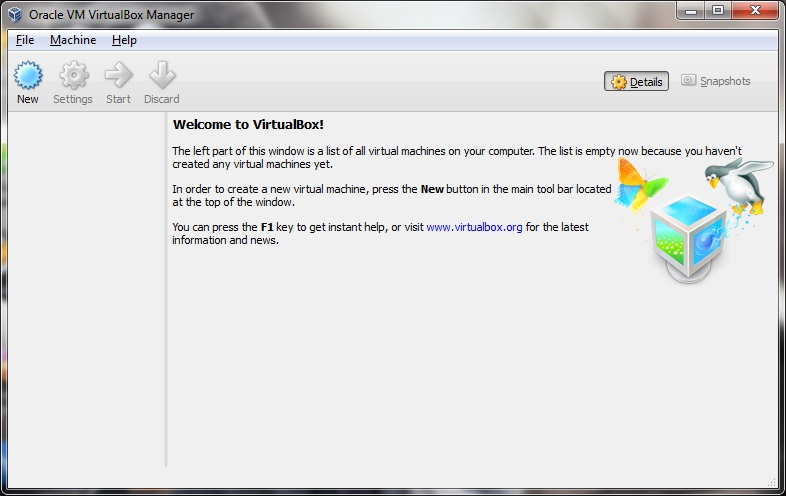 Oracle VM VirtualBox Manager
File Machine Help
New Settings Start Discard
Details Snapshots
Welcome to VirtualBox!
The left part of this window is a list of all virtual machines on your computer. The list is empty now because you haven't
created any virtual machines yet.
In order to create a new virtual machine, press the New button in the main tool bar located
at the top of the window.
You can press the F1 key to get instant help, or visit www.virtualbox.org for the latest
information and news.